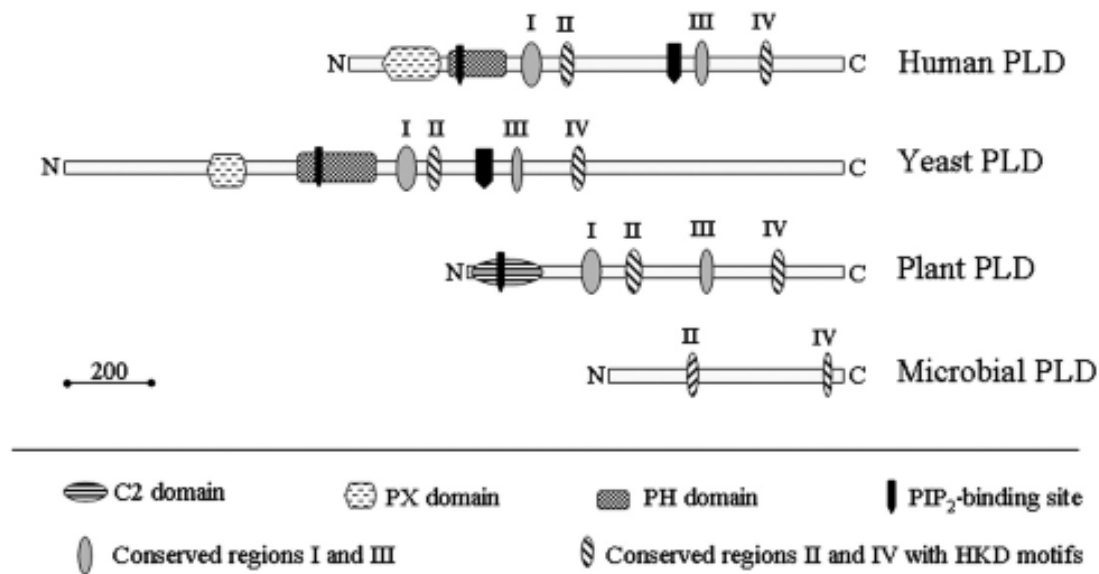 I II III IV
N C Human PLD
I II III IV
N C Yeast PLD
I II III IV
N C Plant PLD
II IV
200 N C Microbial PLD
C2 domain PX domain PH domain PIP₂-binding site
Conserved regions I and III Conserved regions II and IV with HKD motifs